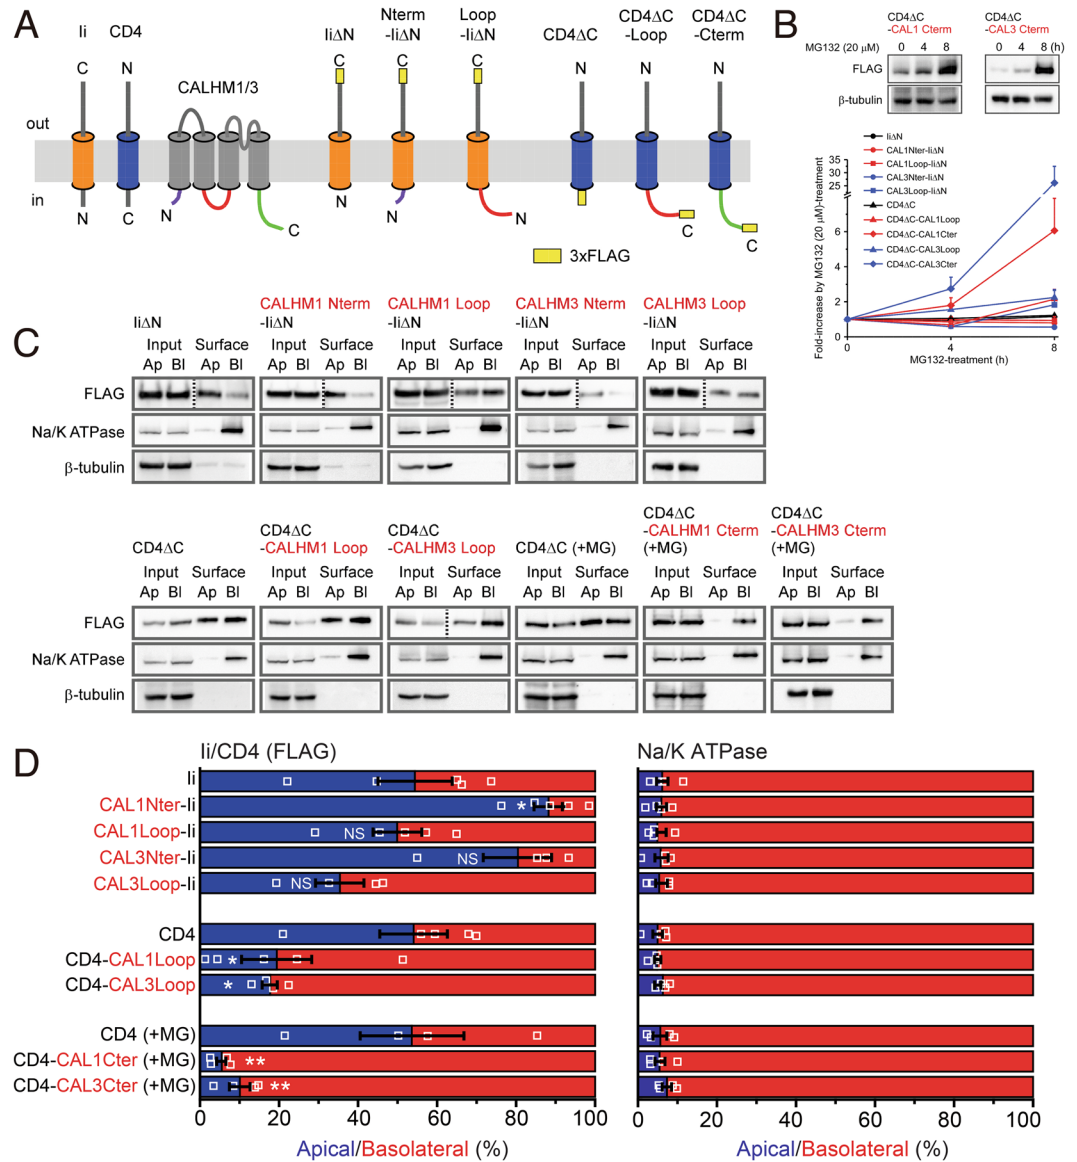 A
Ii CD4
C N
CALHM1/3
out
in
N C
N
C
IiΔN
Nterm
-IiΔN
Loop
-IiΔN
C C C
N N N
CD4ΔC
CD4ΔC
-Loop
CD4ΔC
-Cterm
N N N
C C
3xFLAG
B
CD4ΔC
-CAL1 Cterm
CD4ΔC
-CAL3 Cterm
MG132 (20 μM) 0 4 8 0 4 8 (h)
FLAG
β-tubulin
IiΔN
CAL1Nter-IiΔN
CAL1Loop-IiΔN
CAL3Nter-IiΔN
CAL3Loop-IiΔN
CD4ΔC
CD4ΔC-CAL1Loop
CD4ΔC-CAL1Cter
CD4ΔC-CAL3Loop
CD4ΔC-CAL3Cter
Fold-increase by MG132 (20 μM)-treatment
35
30
25
8
6
4
2
0
0 4 8
MG132-treatment (h)
C
IiΔN
CALHM1 Nterm
-IiΔN
CALHM1 Loop
-IiΔN
CALHM3 Nterm
-IiΔN
CALHM3 Loop
-IiΔN
Input Surface Input Surface Input Surface Input Surface Input Surface
Ap Bl Ap Bl Ap Bl Ap Bl Ap Bl Ap Bl Ap Bl Ap Bl Ap Bl Ap Bl
FLAG
Na/K ATPase
β-tubulin
CD4ΔC
CD4ΔC
-CALHM1 Loop
CD4ΔC
-CALHM3 Loop
CD4ΔC (+MG)
CD4ΔC
-CALHM1 Cterm
(+MG)
CD4ΔC
-CALHM3 Cterm
(+MG)
Input Surface Input Surface Input Surface Input Surface Input Surface Input Surface
Ap Bl Ap Bl Ap Bl Ap Bl Ap Bl Ap Bl Ap Bl Ap Bl Ap Bl Ap Bl Ap Bl Ap Bl
FLAG
Na/K ATPase
β-tubulin
D
Ii/CD4 (FLAG)
Na/K ATPase
Ii
CAL1Nter-Ii *
CAL1Loop-Ii NS
CAL3Nter-Ii NS
CAL3Loop-Ii NS
CD4
CD4-CAL1Loop *
CD4-CAL3Loop *
CD4 (+MG)
CD4-CAL1Cter (+MG) **
CD4-CAL3Cter (+MG) **
0 20 40 60 80 100
Apical/Basolateral (%)
0 20 40 60 80 100
Apical/Basolateral (%)